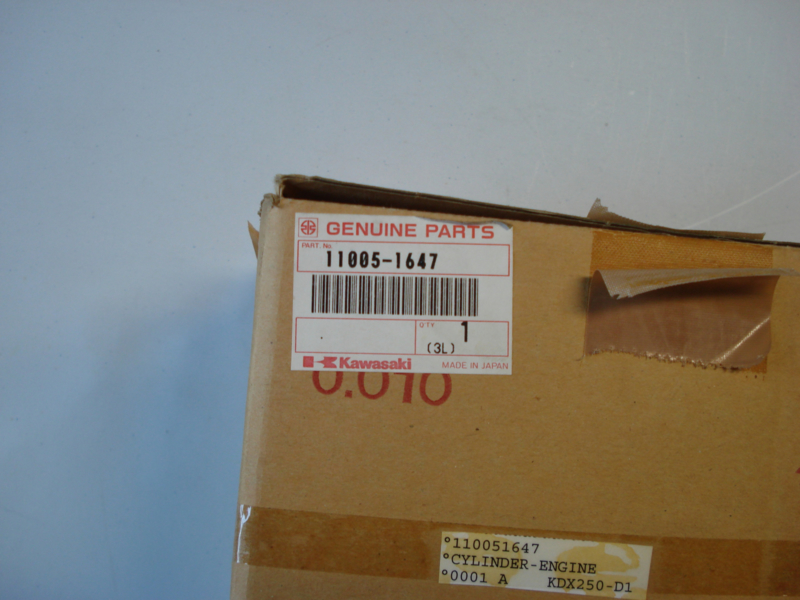 GENUINE PARTS
PART. No.
11005-1647
QTY 1
(3L)
Kawasaki MADE IN JAPAN
0.010
°110051647
°CYLINDER-ENGINE
°0001 A KDX250-D1